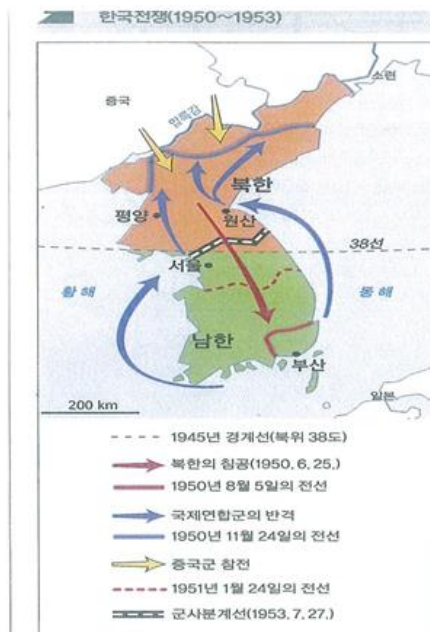 한국전쟁(1950～1953)
소련
중국
압록강
북한
평양
원산
38선
서울
황 해
동 해
남한
부산
일본
200 km
1945년 경계선(북위 38도)
북한의 침공(1950. 6. 25.)
1950년 8월 5일의 전선
국제연합군의 반격
1950년 11월 24일의 전선
중국군 참전
1951년 1월 24일의 전선
군사분계선(1953. 7. 27.)